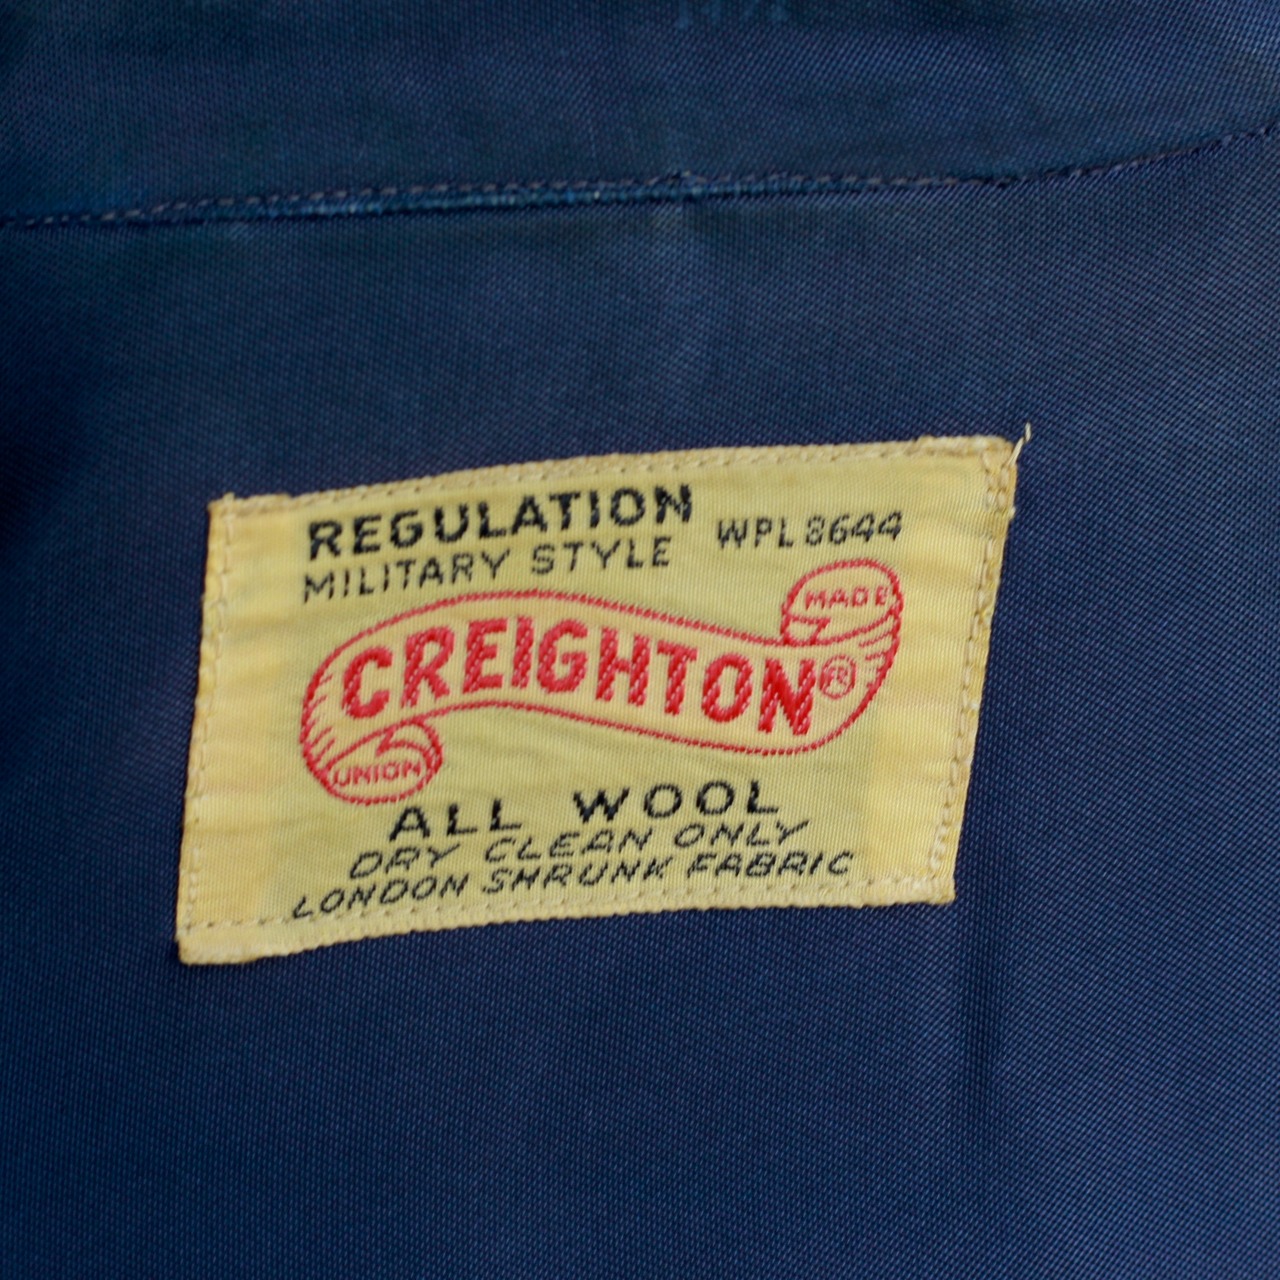 REGULATION
MILITARY STYLE WPL 8644
MADE
CREIGHTON®
UNION
ALL WOOL
DRY CLEAN ONLY
LONDON SHRUNK FABRIC